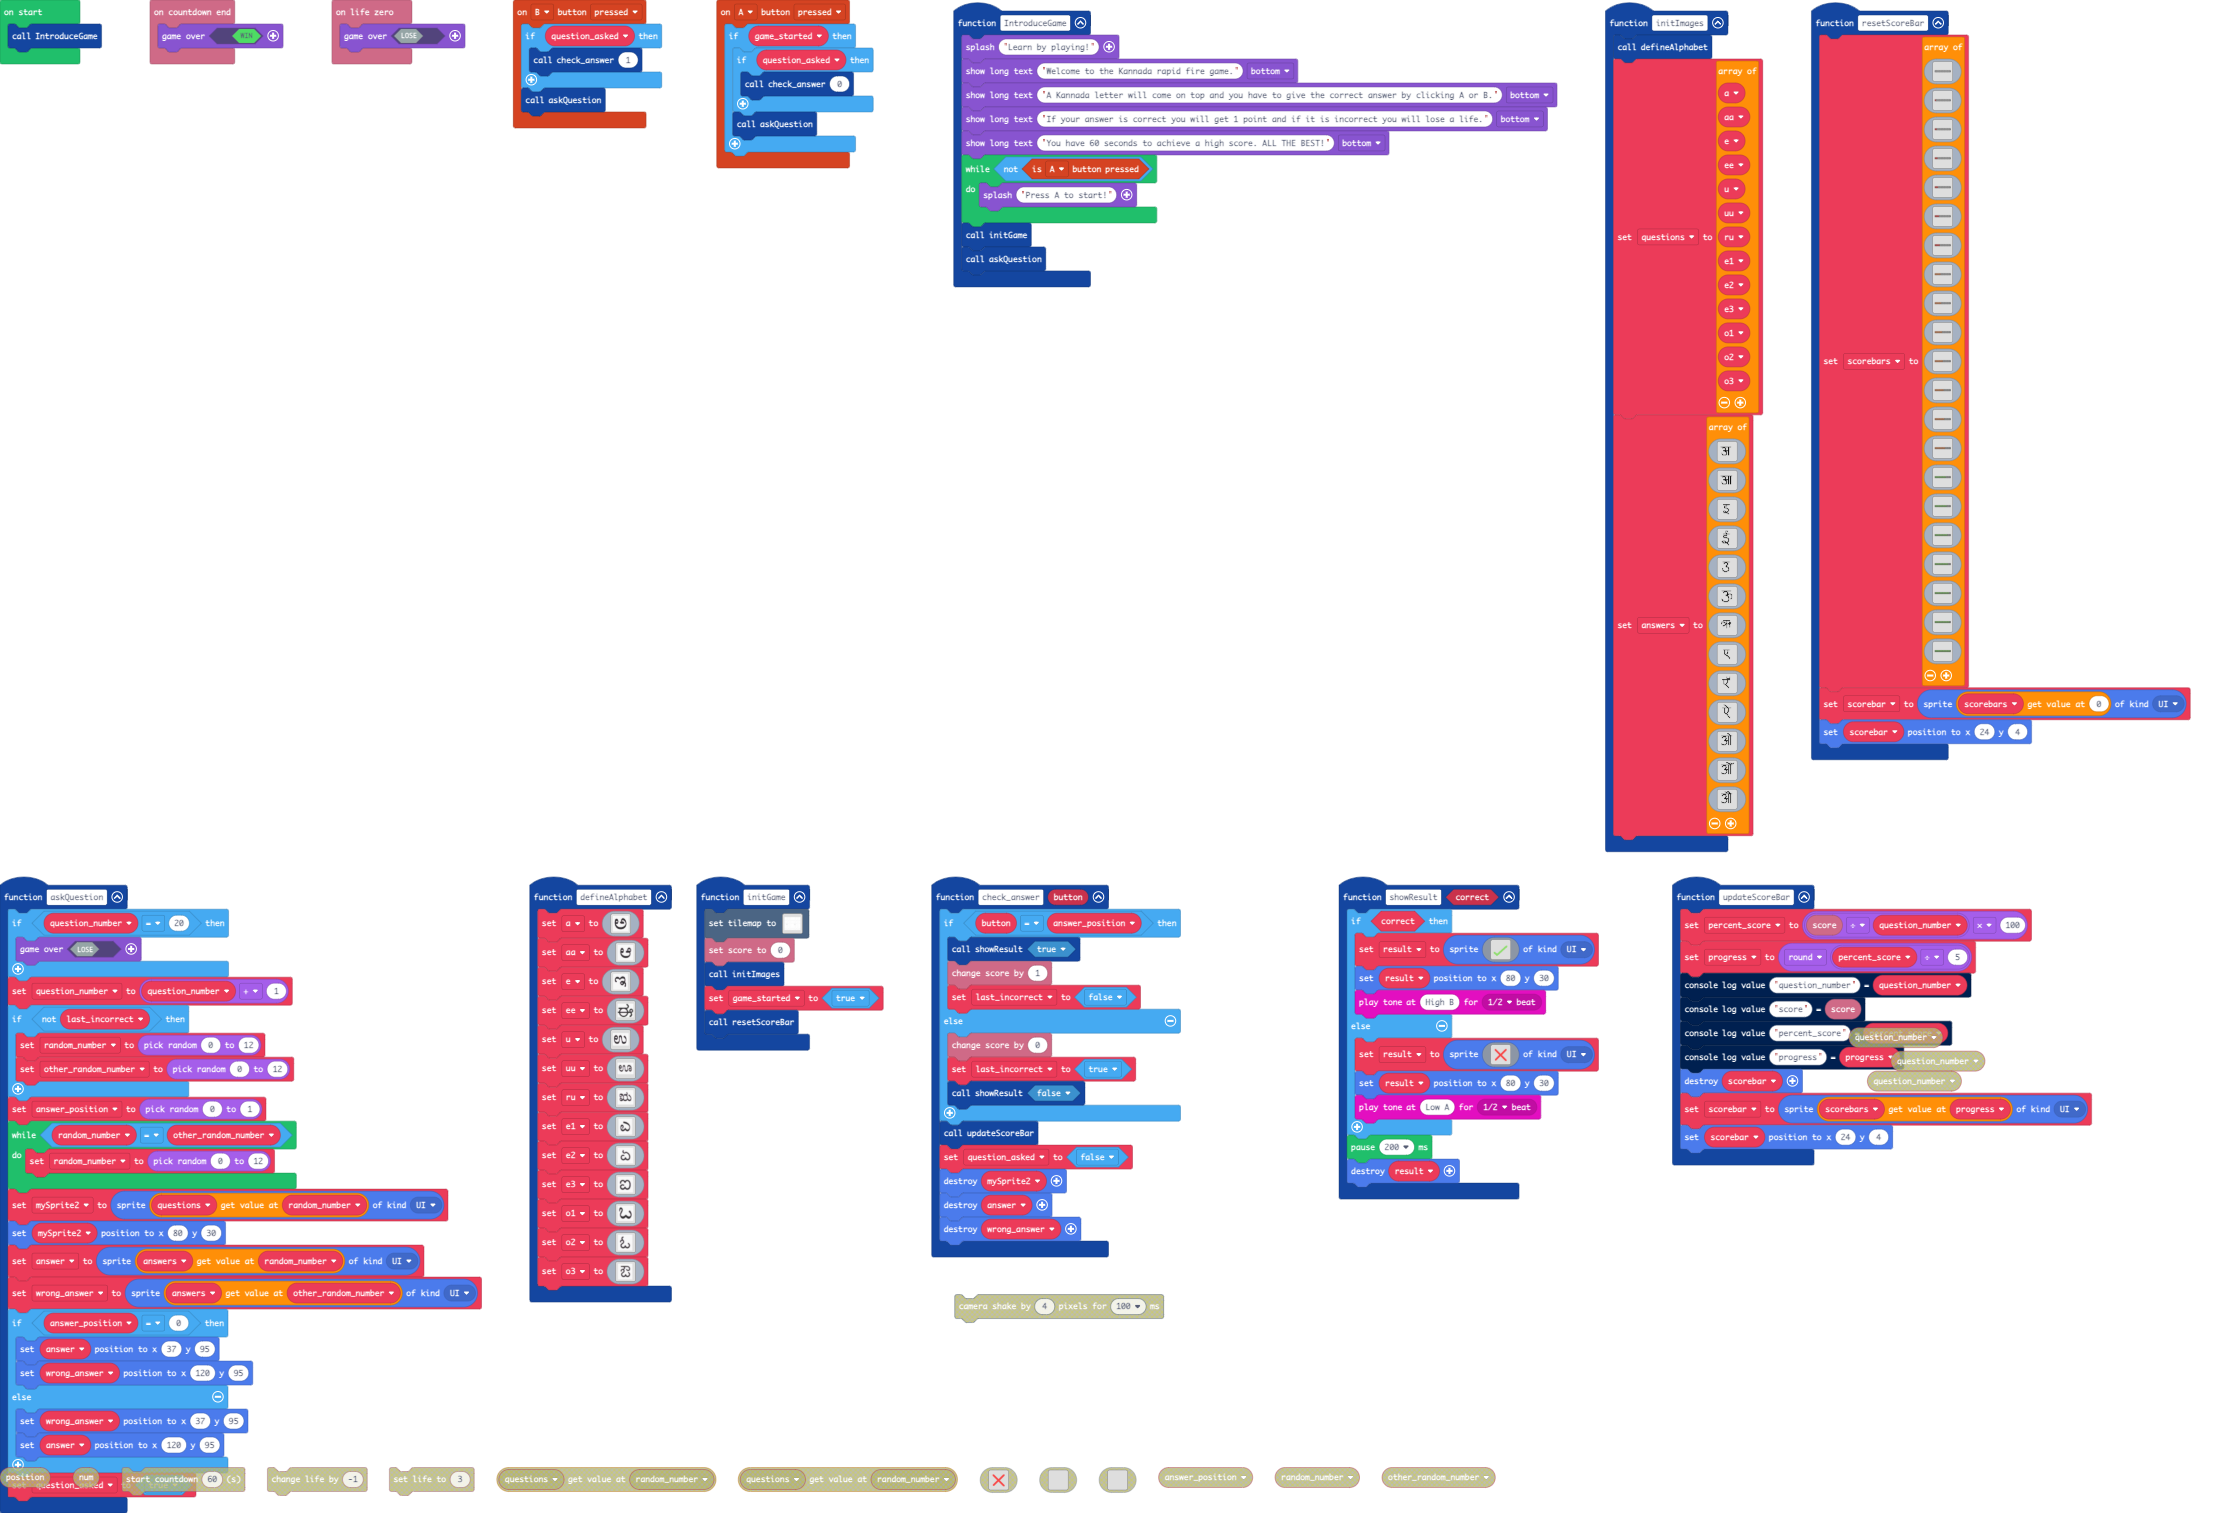 on start
call IntroduceGame
on countdown end
game over WIN
on life zero
game over LOSE
on B button pressed
if question_asked then
call check_answer 1
call askQuestion
on A button pressed
if game_started then
if question_asked then
call check_answer 0
call askQuestion
function IntroduceGame
splash "Learn by playing!"
show long text "Welcome to the Kannada rapid fire game." bottom
show long text "A Kannada letter will come on top and you have to give the correct answer by clicking A or B." bottom
show long text "If your answer is correct you will get 1 point and if it is incorrect you will lose a life." bottom
show long text "You have 60 seconds to achieve a high score. ALL THE BEST!" bottom
while not is A button pressed
do splash "Press A to start!"
call initGame
call askQuestion
function initImages
call defineAlphabet
set questions to array of
a
aa
e
ee
u
uu
ru
e1
e2
e3
o1
o2
o3
set answers to array of
अ
आ
इ
ई
उ
ऊ
ऋ
ए
ऐ
ओ
औ
function resetScoreBar
set scorebars to array of
set scorebar to sprite scorebars get value at 0 of kind UI
set scorebar position to x 24 y 4
function askQuestion
if question_number = 20 then
game over LOSE
set question_number to question_number + 1
if not last_incorrect then
set random_number to pick random 0 to 12
set other_random_number to pick random 0 to 12
set answer_position to pick random 0 to 1
while random_number = other_random_number
do set random_number to pick random 0 to 12
set mySprite2 to sprite questions get value at random_number of kind UI
set mySprite2 position to x 80 y 30
set answer to sprite answers get value at random_number of kind UI
set wrong_answer to sprite answers get value at other_random_number of kind UI
if answer_position = 0 then
set answer position to x 37 y 95
set wrong_answer position to x 120 y 95
else
set wrong_answer position to x 37 y 95
set answer position to x 120 y 95
function defineAlphabet
set a to ಅ
set aa to ಆ
set e to ಇ
set ee to ಈ
set u to ಉ
set uu to ಊ
set ru to ಋ
set e1 to ಎ
set e2 to ಏ
set e3 to ಐ
set o1 to ಒ
set o2 to ಓ
set o3 to ಔ
function initGame
set tilemap to
set score to 0
call initImages
set game_started to true
call resetScoreBar
function check_answer button
if button = answer_position then
call showResult true
change score by 1
set last_incorrect to false
else
change score by 0
set last_incorrect to true
call showResult false
call updateScoreBar
set question_asked to false
destroy mySprite2
destroy answer
destroy wrong_answer
camera shake by 4 pixels for 100 ms
function showResult correct
if correct then
set result to sprite of kind UI
set result position to x 80 y 30
play tone at High B for 1/2 beat
else
set result to sprite of kind UI
set result position to x 80 y 30
play tone at Low A for 1/2 beat
pause 200 ms
destroy result
function updateScoreBar
set percent_score to score ÷ question_number × 100
set progress to round percent_score ÷ 5
console log value "question_number" = question_number
console log value "score" = score
console log value "percent_score"
question_number
console log value "progress" = progress
question_number
destroy scorebar
question_number
set scorebar to sprite scorebars get value at progress of kind UI
set scorebar position to x 24 y 4
position
num
start countdown 60 (s)
set question_asked to
change life by -1
set life to 3
questions get value at random_number
questions get value at random_number
answer_position
random_number
other_random_number